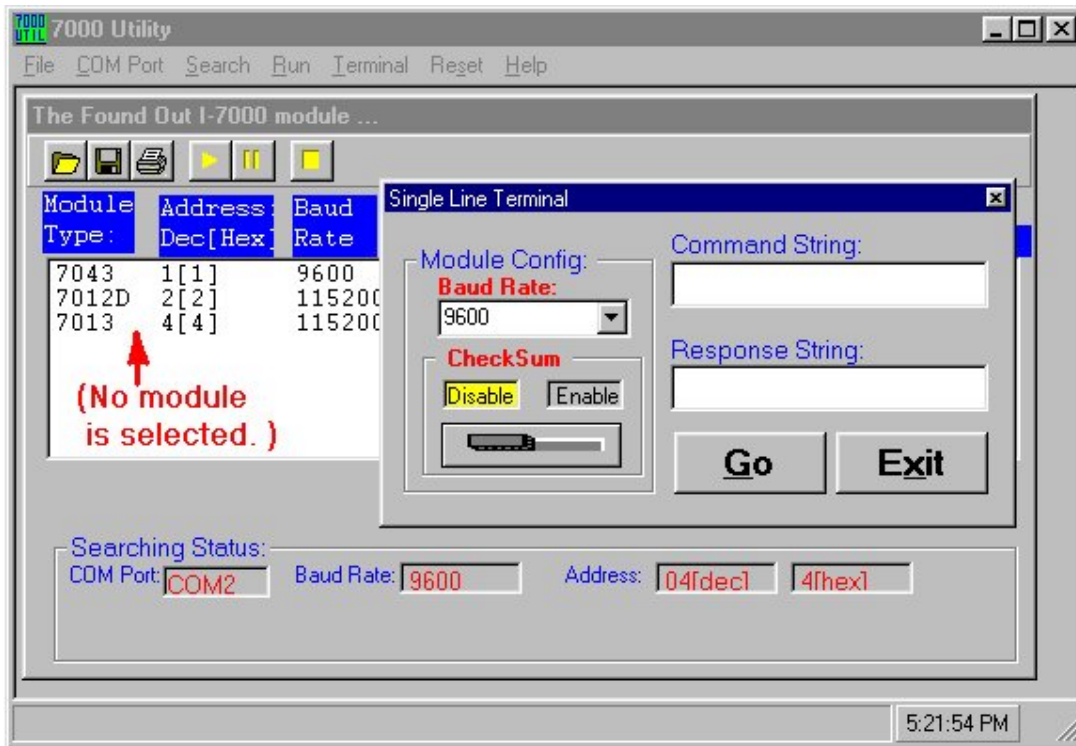 7000 UTIL 7000 Utility
File COM Port Search Run Terminal Reset Help
The Found Out I-7000 module ...
Module Type: Address: Dec[Hex] Baud Rate
7043 1[1] 9600
7012D 2[2] 115200
7013 4[4] 115200
(No module
is selected. )
Single Line Terminal
Module Config:
Baud Rate:
9600
CheckSum
Disable Enable
Command String:
Response String:
Go Exit
Searching Status:
COM Port: COM2 Baud Rate: 9600 Address: 04[dec] 4[hex]
5:21:54 PM